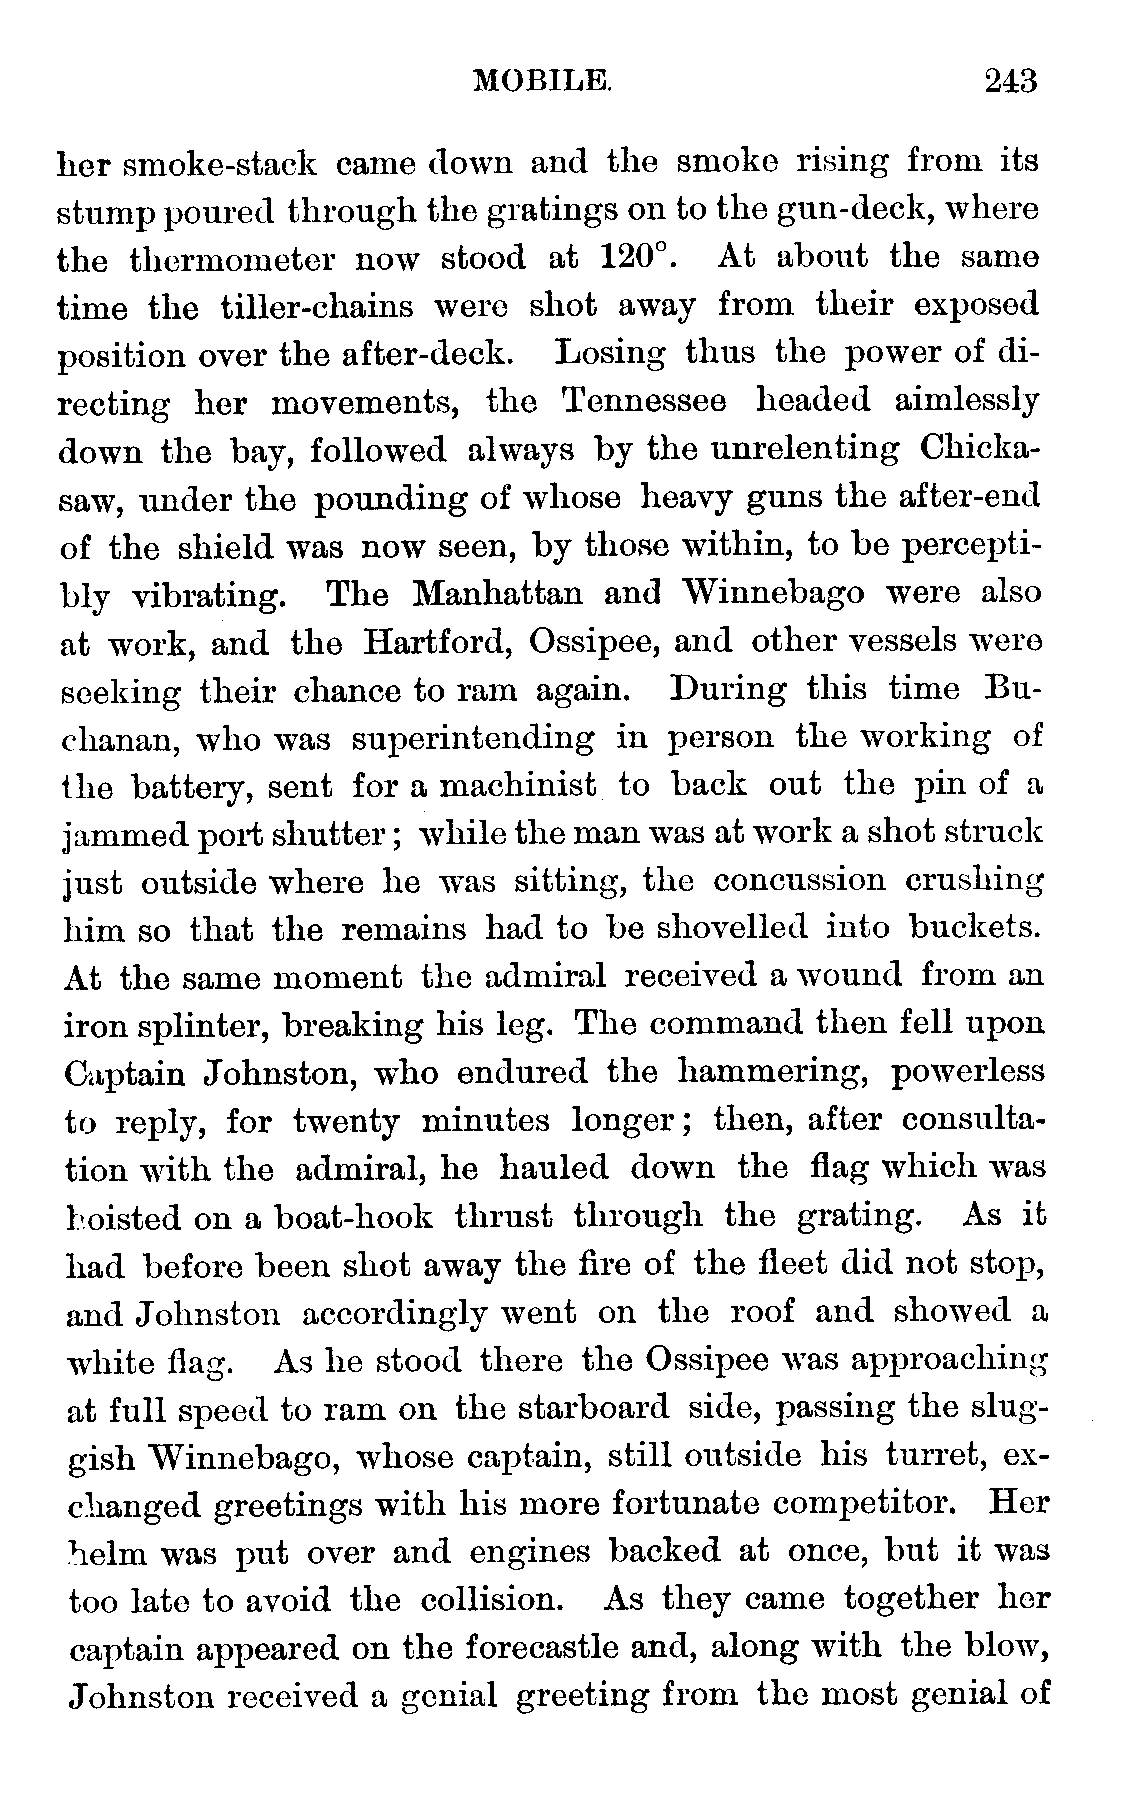 MOBILE. 243
her smoke-stack came down and the smoke rising from its
stump poured through the gratings on to the gun-deck, where
the thermometer now stood at 120°. At about the same
time the tiller-chains were shot away from their exposed
position over the after-deck. Losing thus the power of di-
recting her movements, the Tennessee headed aimlessly
down the bay, followed always by the unrelenting Chicka-
saw, under the pounding of whose heavy guns the after-end
of the shield was now seen, by those within, to be percepti-
bly vibrating. The Manhattan and Winnebago were also
at work, and the Hartford, Ossipee, and other vessels were
seeking their chance to ram again. During this time Bu-
chanan, who was superintending in person the working of
the battery, sent for a machinist to back out the pin of a
jammed port shutter; while the man was at work a shot struck
just outside where he was sitting, the concussion crushing
him so that the remains had to be shovelled into buckets.
At the same moment the admiral received a wound from an
iron splinter, breaking his leg. The command then fell upon
Captain Johnston, who endured the hammering, powerless
to reply, for twenty minutes longer; then, after consulta-
tion with the admiral, he hauled down the flag which was
hoisted on a boat-hook thrust through the grating. As it
had before been shot away the fire of the fleet did not stop,
and Johnston accordingly went on the roof and showed a
white flag. As he stood there the Ossipee was approaching
at full speed to ram on the starboard side, passing the slug-
gish Winnebago, whose captain, still outside his turret, ex-
changed greetings with his more fortunate competitor. Her
helm was put over and engines backed at once, but it was
too late to avoid the collision. As they came together her
captain appeared on the forecastle and, along with the blow,
Johnston received a genial greeting from the most genial of